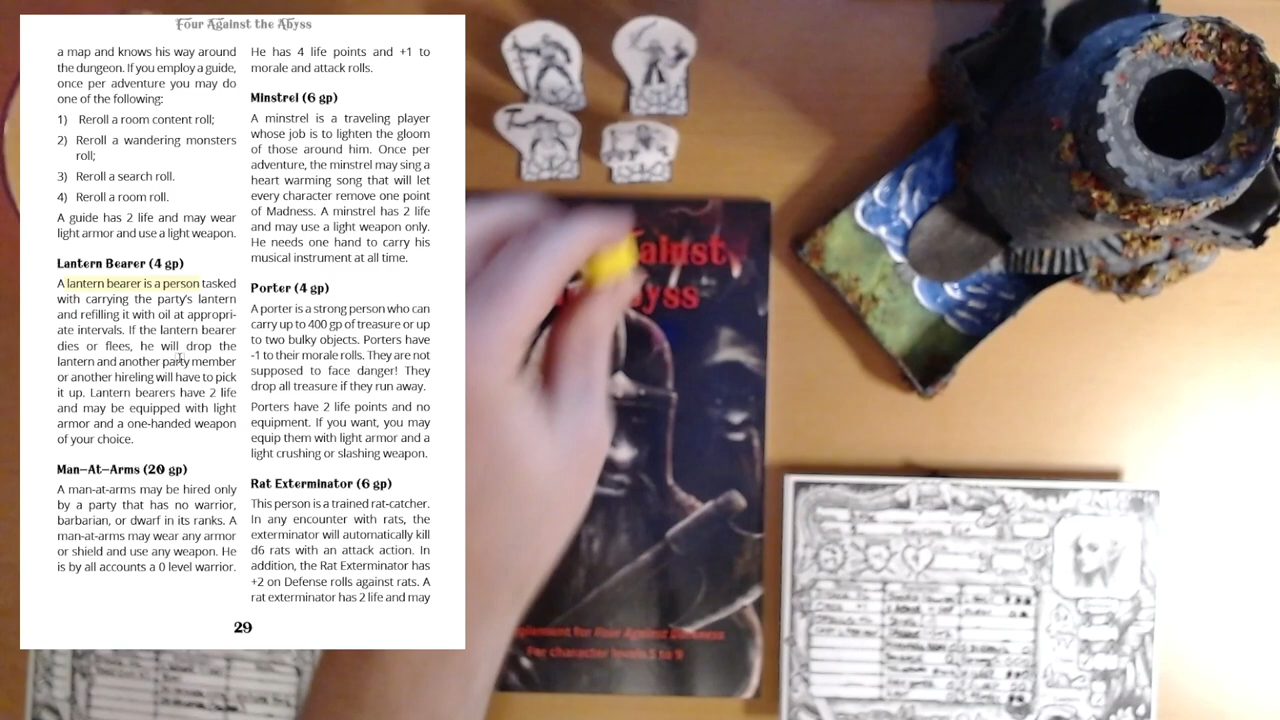 Four Against the Abyss
a map and knows his way around
the dungeon. If you employ a guide,
once per adventure you may do
one of the following:
1) Reroll a room content roll;
2) Reroll a wandering monsters
roll;
3) Reroll a search roll.
4) Reroll a room roll.
A guide has 2 life and may wear
light armor and use a light weapon.
Lantern Bearer (4 gp)
A lantern bearer is a person tasked
with carrying the party's lantern
and refilling it with oil at appropri-
ate intervals. If the lantern bearer
dies or flees, he will drop the
lantern and another party member
or another hireling will have to pick
it up. Lantern bearers have 2 life
and may be equipped with light
armor and a one-handed weapon
of your choice.
Man-At-Arms (20 gp)
A man-at-arms may be hired only
by a party that has no warrior,
barbarian, or dwarf in its ranks. A
man-at-arms may wear any armor
or shield and use any weapon. He
is by all accounts a 0 level warrior.
He has 4 life points and +1 to
morale and attack rolls.
Minstrel (6 gp)
A minstrel is a traveling player
whose job is to lighten the gloom
of those around him. Once per
adventure, the minstrel may sing a
heart warming song that will let
every character remove one point
of Madness. A minstrel has 2 life
and may use a light weapon only.
He needs one hand to carry his
musical instrument at all time.
Porter (4 gp)
A porter is a strong person who can
carry up to 400 gp of treasure or up
to two bulky objects. Porters have
-1 to their morale rolls. They are not
supposed to face danger! They
drop all treasure if they run away.
Porters have 2 life points and no
equipment. If you want, you may
equip them with light armor and a
light crushing or slashing weapon.
Rat Exterminator (6 gp)
This person is a trained rat-catcher.
In any encounter with rats, the
exterminator will automatically kill
d6 rats with an attack action. In
addition, the Rat Exterminator has
+2 on Defense rolls against rats. A
rat exterminator has 2 life and may
29
ainst
yss
plement for Four Against Darkness
For character levels 5 to 9